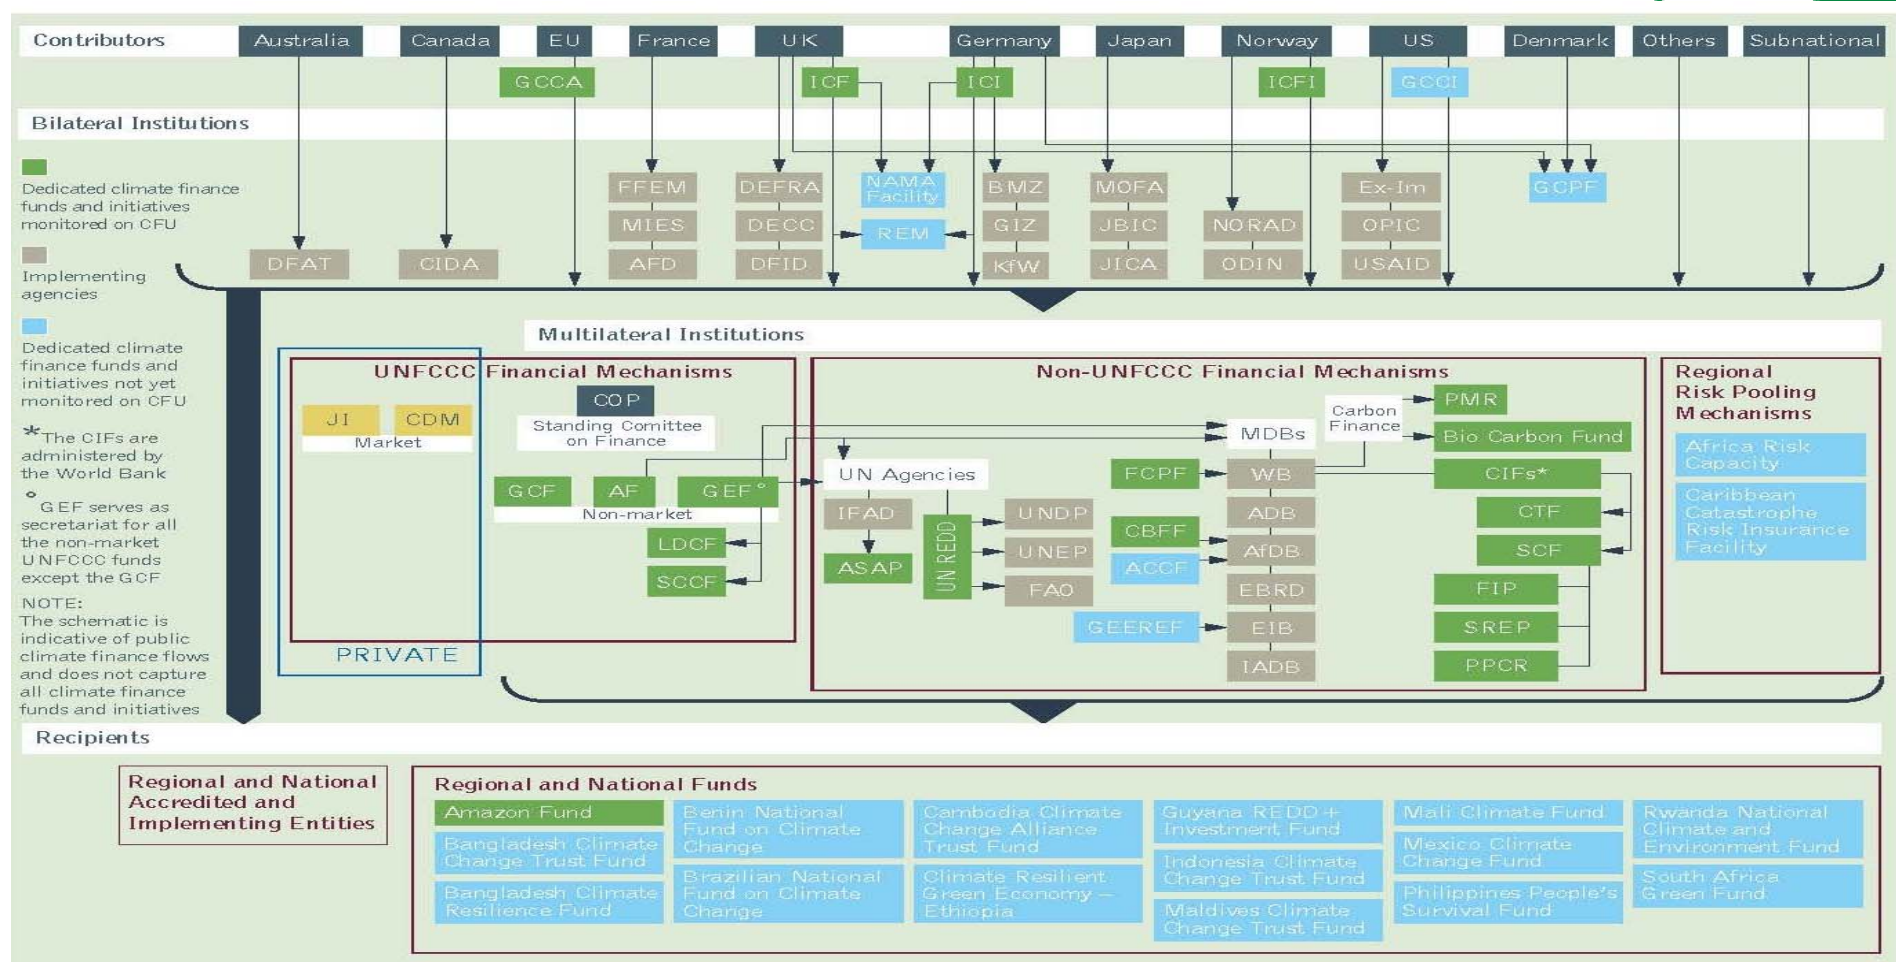 Contributors
Australia
Canada
EU
France
UK
Germany
Japan
Norway
US
Denmark
Others
Subnational
GCCA
ICF
ICI
ICFI
GCCI
Bilateral Institutions
Dedicated climate finance
funds and initiatives
monitored on CFU
Implementing
agencies
Dedicated climate
finance funds and
initiatives not yet
monitored on CFU
*The CIFs are
administered by
the World Bank
° GEF serves as
secretariat for all
the non-market
UNFCCC funds
except the GCF
NOTE:
The schematic is
indicative of public
climate finance flows
and does not capture
all climate finance
funds and initiatives
DFAT
CIDA
FFEM
MIES
AFD
DEFRA
DECC
DFID
NAMA
Facility
REM
BMZ
GIZ
KfW
MOFA
JBIC
JICA
NORAD
ODIN
Ex-Im
OPIC
USAID
GCPF
Multilateral Institutions
UNFCCC Financial Mechanisms
JI
CDM
Market
COP
Standing Comittee
on Finance
GCF
AF
GEF°
Non-market
LDCF
SCCF
PRIVATE
Non-UNFCCC Financial Mechanisms
UN Agencies
IFAD
ASAP
UN REDD
UNDP
UNEP
FAO
FCPF
CBFF
ACCF
GEEREF
MDBs
WB
ADB
AfDB
EBRD
EIB
IADB
Carbon
Finance
PMR
Bio Carbon Fund
CIFs*
CTF
SCF
FIP
SREP
PPCR
Regional
Risk Pooling
Mechanisms
Africa Risk
Capacity
Caribbean
Catastrophe
Risk Insurance
Facility
Recipients
Regional and National
Accredited and
Implementing Entities
Regional and National Funds
Amazon Fund
Bangladesh Climate
Change Trust Fund
Bangladesh Climate
Resilience Fund
Benin National
Fund on Climate
Change
Brazilian National
Fund on Climate
Change
Cambodia Climate
Change Alliance
Trust Fund
Climate Resilient
Green Economy –
Ethiopia
Guyana REDD+
Investment Fund
Indonesia Climate
Change Trust Fund
Maldives Climate
Change Trust Fund
Mali Climate Fund
Mexico Climate
Change Fund
Philippines People's
Survival Fund
Rwanda National
Climate and
Environment Fund
South Africa
Green Fund